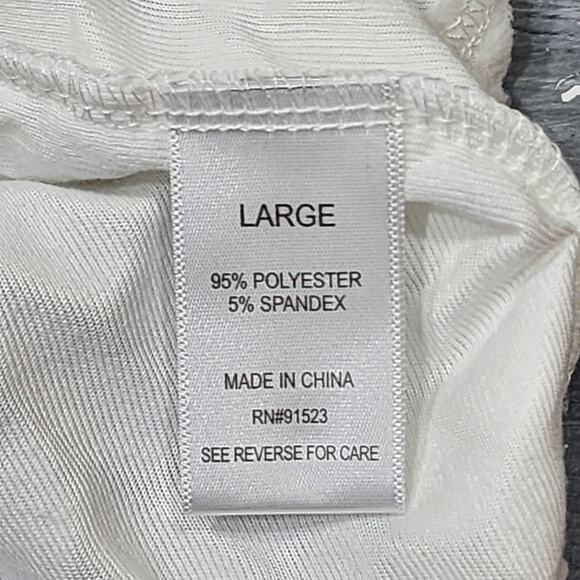 LARGE
95% POLYESTER
5% SPANDEX
MADE IN CHINA
RN#91523
SEE REVERSE FOR CARE